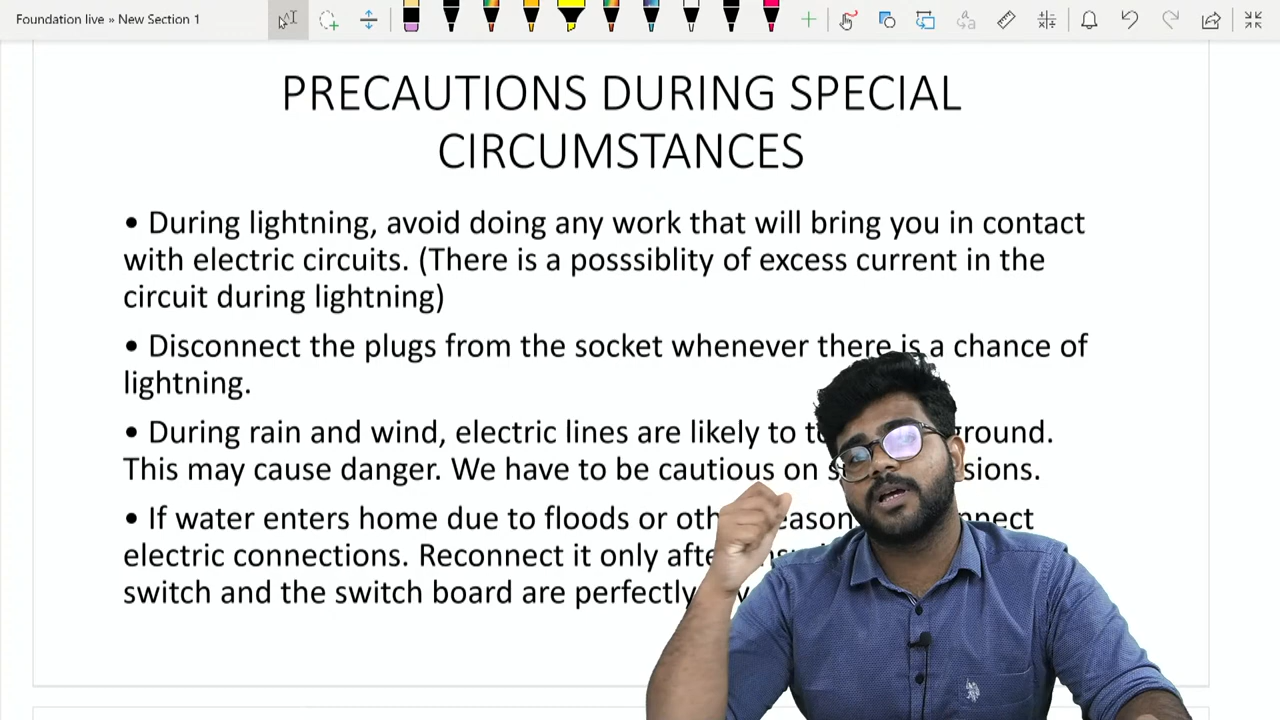 Foundation live » New Section 1
PRECAUTIONS DURING SPECIAL
CIRCUMSTANCES
• During lightning, avoid doing any work that will bring you in contact
with electric circuits. (There is a posssiblity of excess current in the
circuit during lightning)
• Disconnect the plugs from the socket whenever there is a chance of
lightning.
• During rain and wind, electric lines are likely to ground.
This may cause danger. We have to be cautious on
• If water enters home due to floods or
electric connections. Reconnect it only
switch and the switch board are perfectly